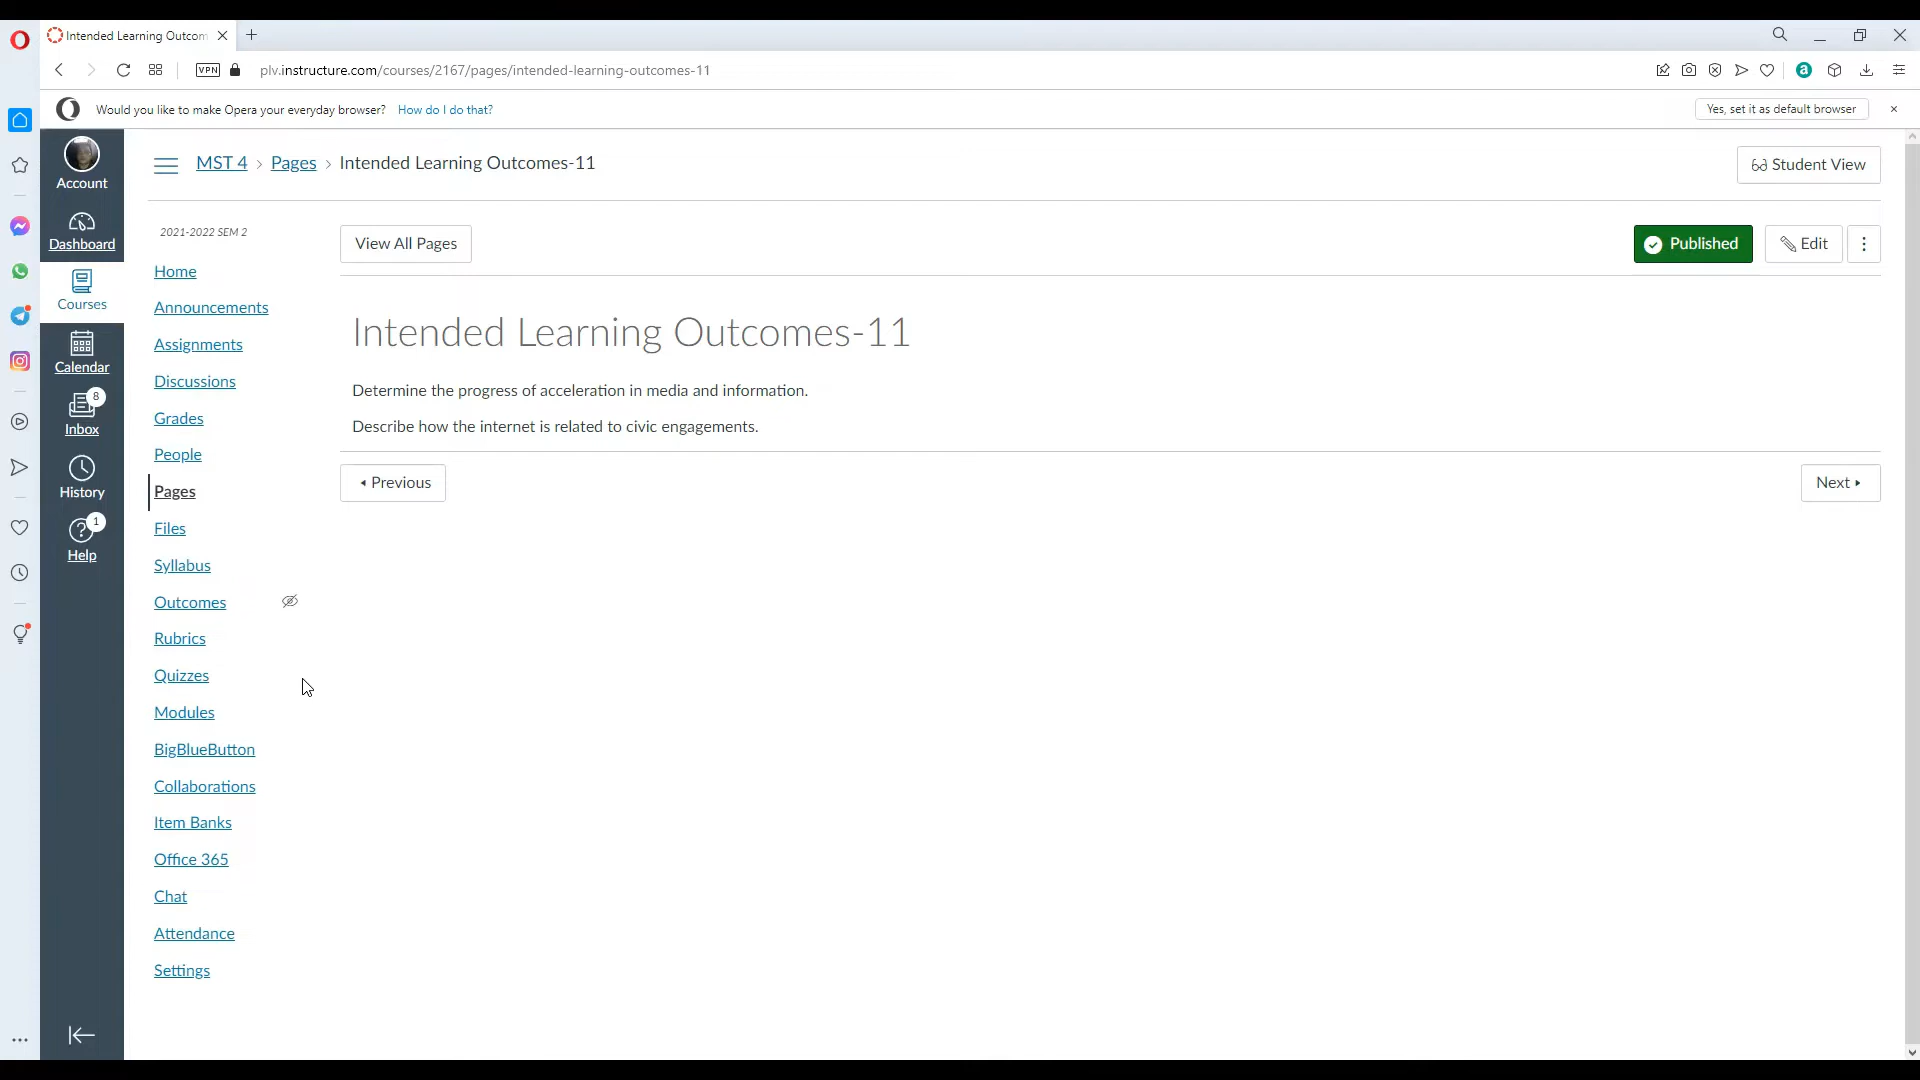 Intended Learning Outcom
VPN
plv.instructure.com/courses/2167/pages/intended-learning-outcomes-11
a
Would you like to make Opera your everyday browser? How do I do that?
Yes, set it as default browser
Account
Dashboard
Courses
Calendar
8
Inbox
History
1
Help
MST 4 › Pages › Intended Learning Outcomes-11
Student View
2021-2022 SEM 2
Home
Announcements
Assignments
Discussions
Grades
People
Pages
Files
Syllabus
Outcomes
Rubrics
Quizzes
Modules
BigBlueButton
Collaborations
Item Banks
Office 365
Chat
Attendance
Settings
View All Pages
Published
Edit
Intended Learning Outcomes-11
Determine the progress of acceleration in media and information.
Describe how the internet is related to civic engagements.
Previous
Next